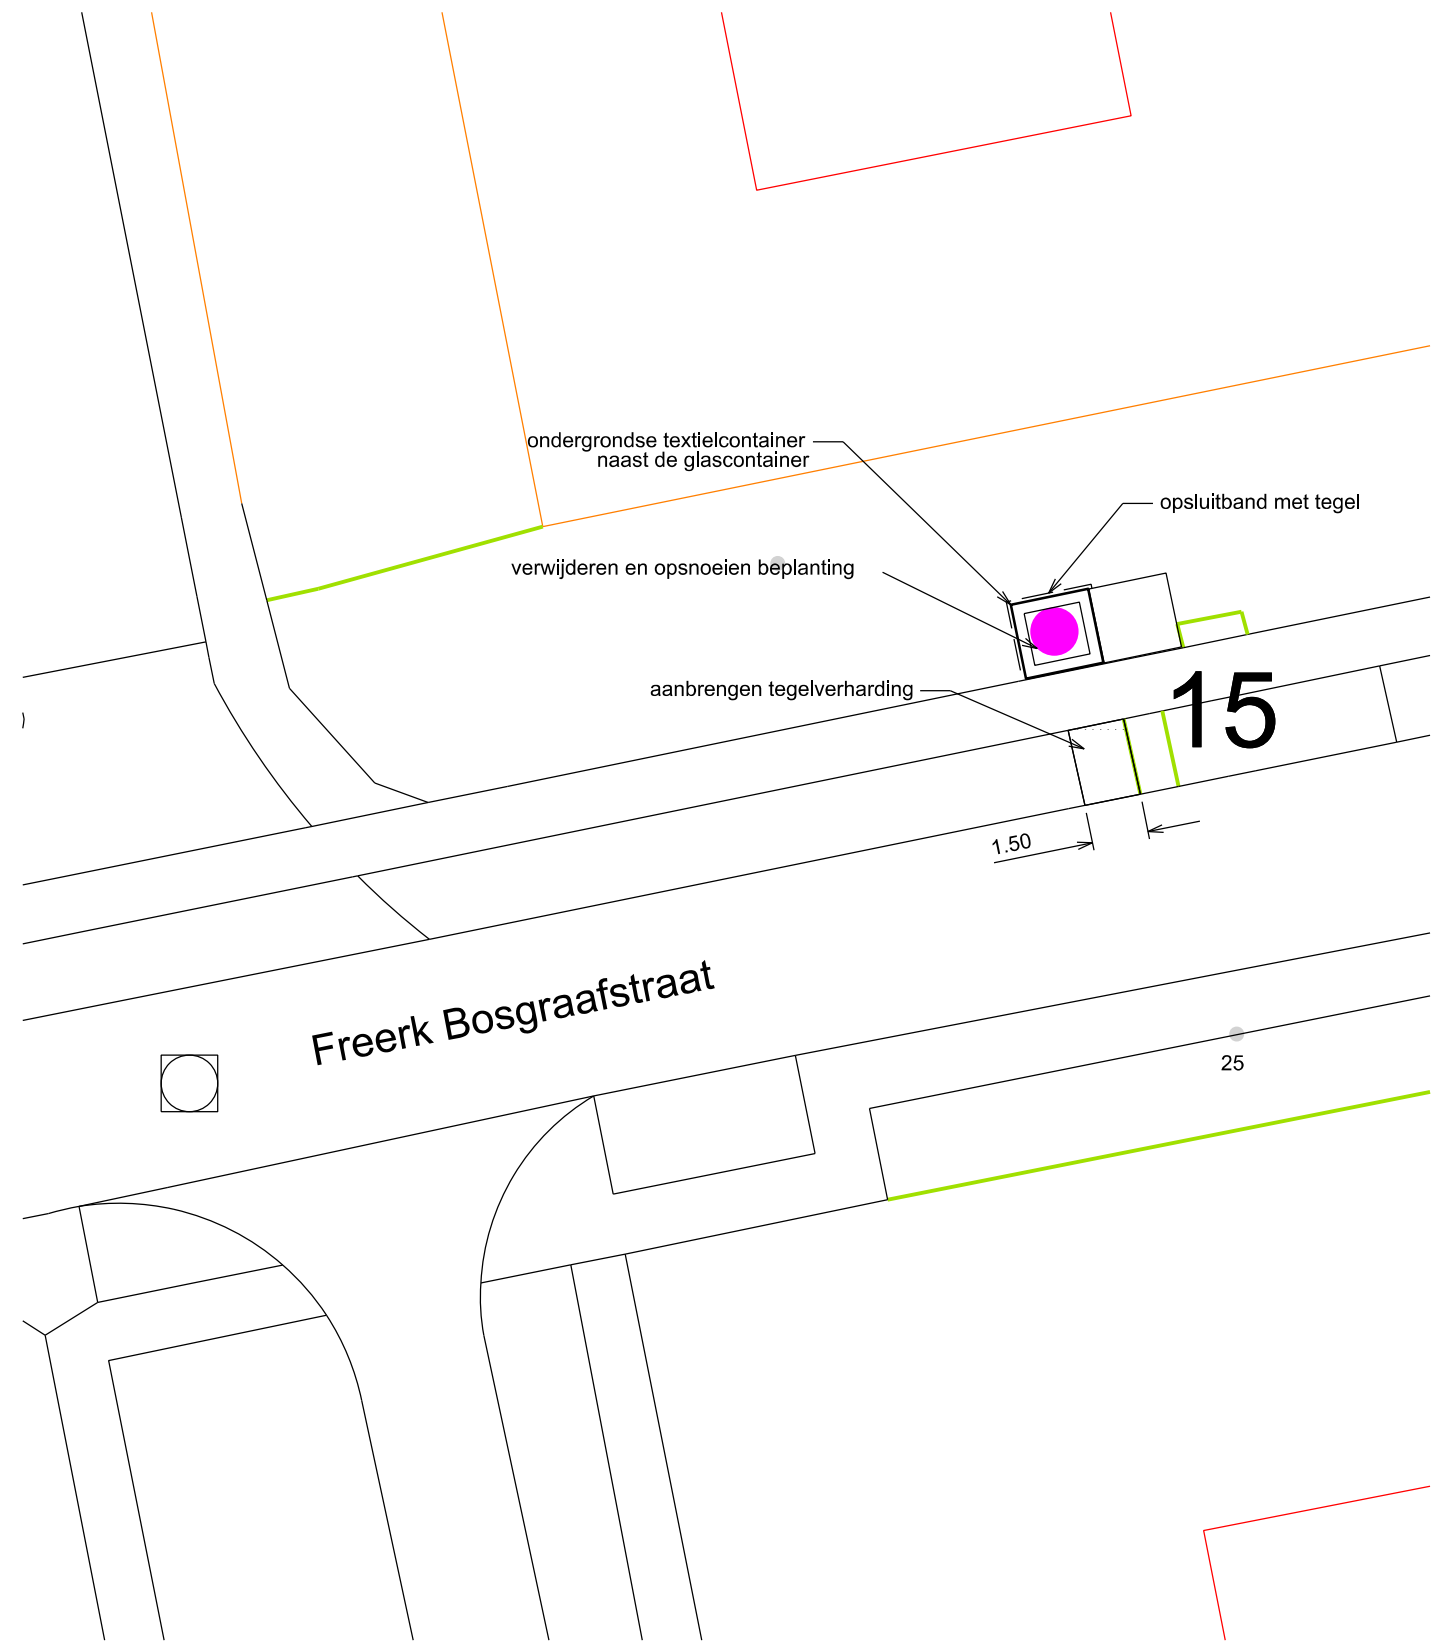 ondergrondse textielcontainer
naast de glascontainer
opsluitband met tegel
verwijderen en opsnoeien beplanting
aanbrengen tegelverharding
15
1.50
Freerk Bosgraafstraat
25